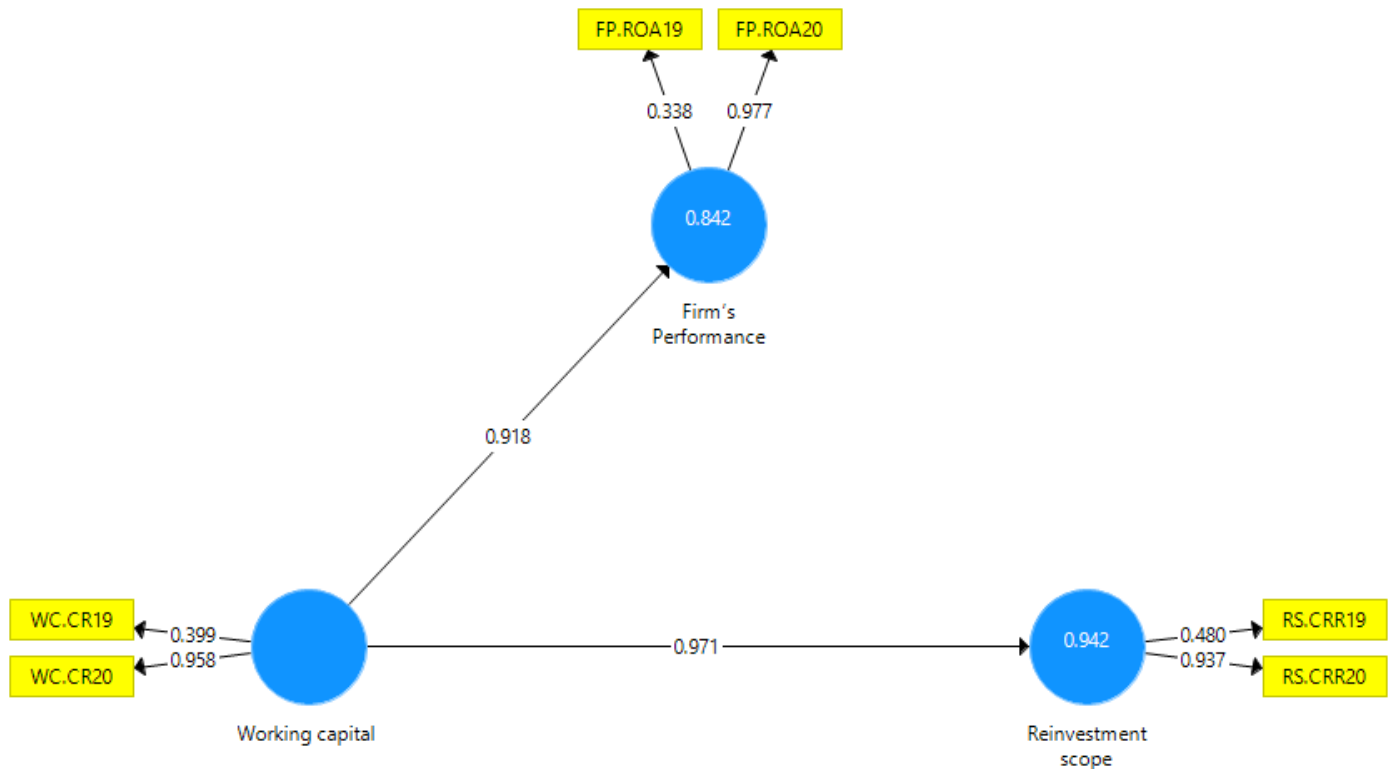 FP.ROA19 FP.ROA20
0.338 0.977
0.842
Firm's
Performance
0.918
WC.CR19
0.399
WC.CR20
0.958
Working capital
0.971
0.942
Reinvestment
scope
RS.CRR19
0.480
RS.CRR20
0.937